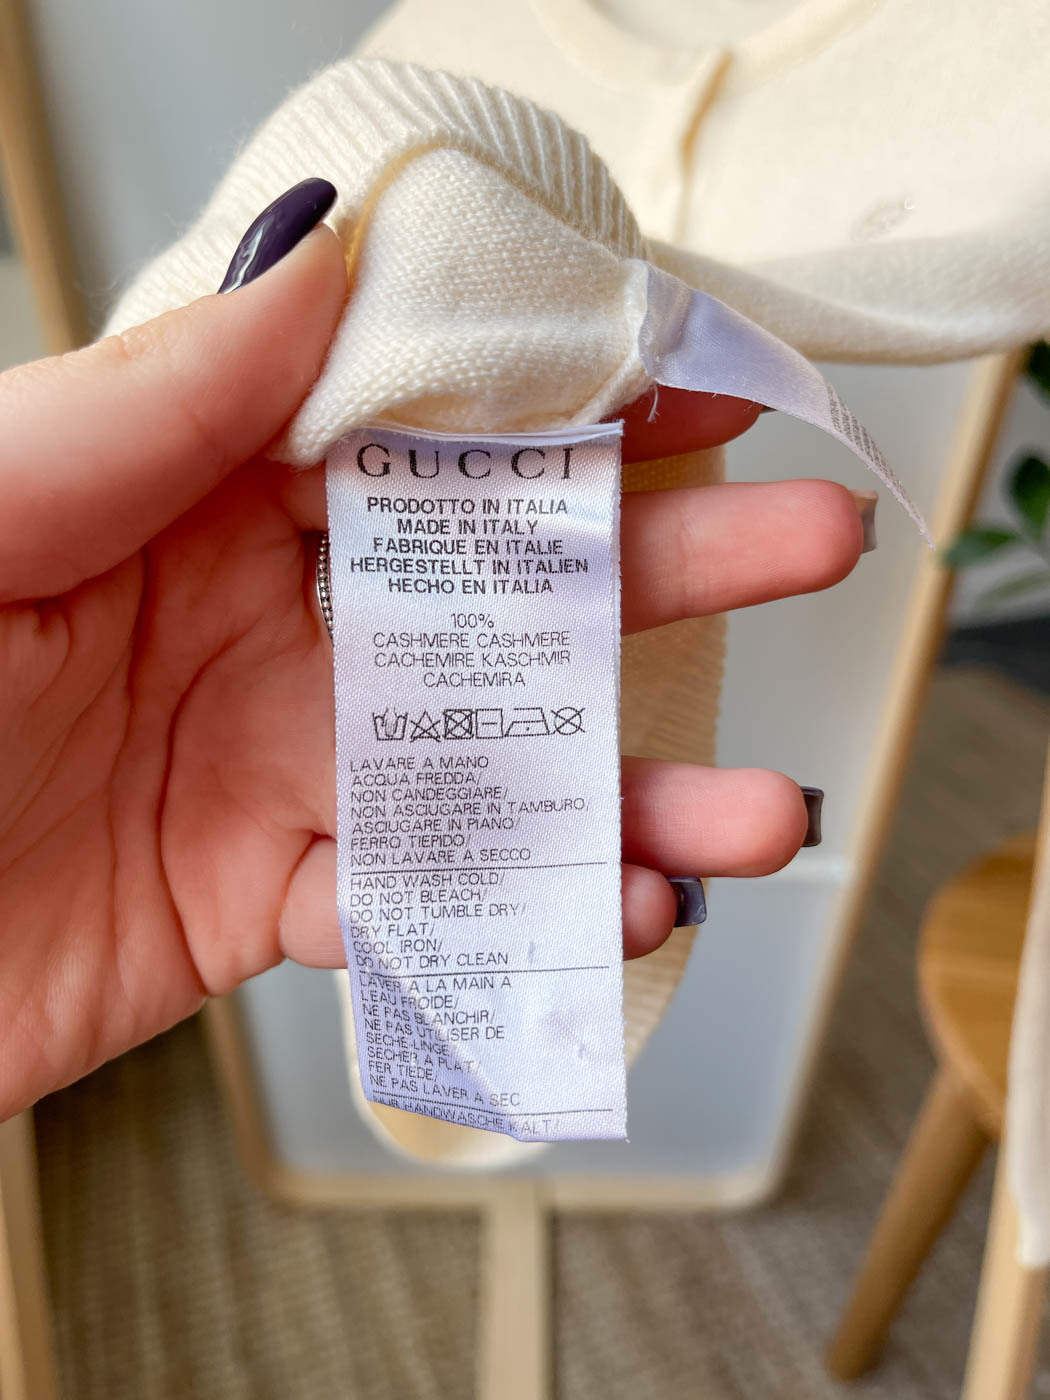 GUCCI
PRODOTTO IN ITALIA
MADE IN ITALY
FABRIQUE EN ITALIE
HERGESTELLT IN ITALIEN
HECHO EN ITALIA
100%
CASHMERE CASHMERE
CACHEMIRE KASCHMIR
CACHEMIRA
LAVARE A MANO
ACQUA FREDDA/
NON CANDEGGIARE/
NON ASCIUGARE IN TAMBURO/
ASCIUGARE IN PIANO/
FERRO TIEPIDO/
NON LAVARE A SECCO
HAND WASH COLD/
DO NOT BLEACH/
DO NOT TUMBLE DRY/
DRY FLAT/
COOL IRON/
DO NOT DRY CLEAN
LAVER A LA MAIN A
L'EAU FROIDE/
NE PAS BLANCHIR/
NE PAS UTILISER DE
SECHE-LINGE
SECHER A PLAT/
FER TIEDE/
NE PAS LAVER A SEC
NUR HANDWASCHE KALT/